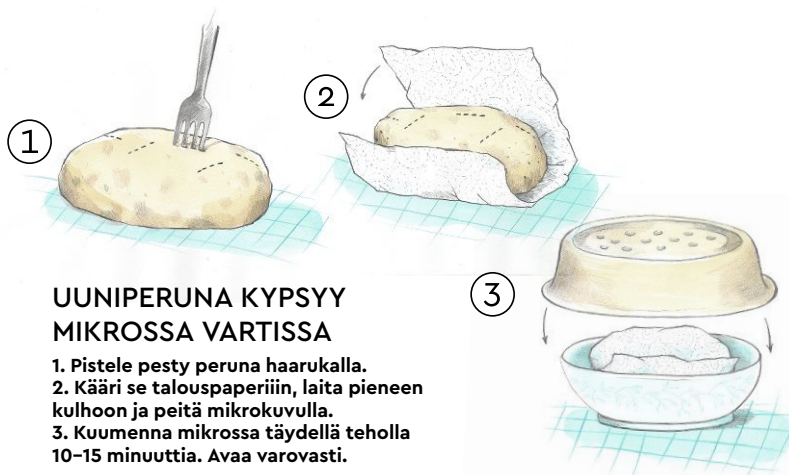 1
2
3
UUNIPERUNA KYPSYY
MIKROSSA VARTISSA
1. Pistele pesty peruna haarukalla.
2. Kääri se talouspaperiiin, laita pieneen
kulhoon ja peitä mikrokuvulla.
3. Kuumenna mikrossa täydellä teholla
10–15 minuuttia. Avaa varovasti.